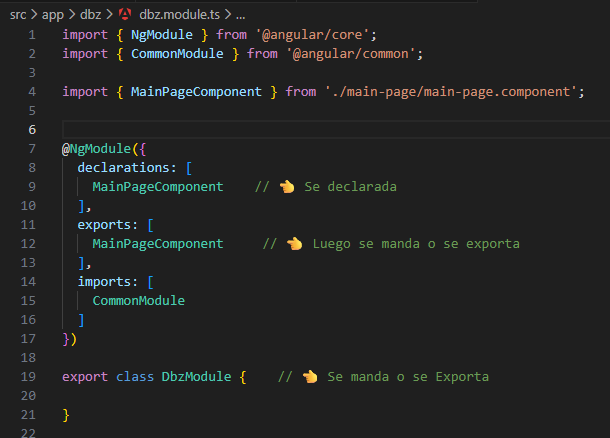 src > app > dbz > dbz.module.ts > ...
1 import { NgModule } from '@angular/core';
2 import { CommonModule } from '@angular/common';
3
4 import { MainPageComponent } from './main-page/main-page.component';
5
6
7 @NgModule({
8   declarations: [
9     MainPageComponent    // 👈 Se declarada
10   ],
11   exports: [
12     MainPageComponent     // 👈 Luego se manda o se exporta
13   ],
14   imports: [
15     CommonModule
16   ]
17 })
18
19 export class DbzModule {    // 👈 Se manda o se Exporta
20
21 }
22